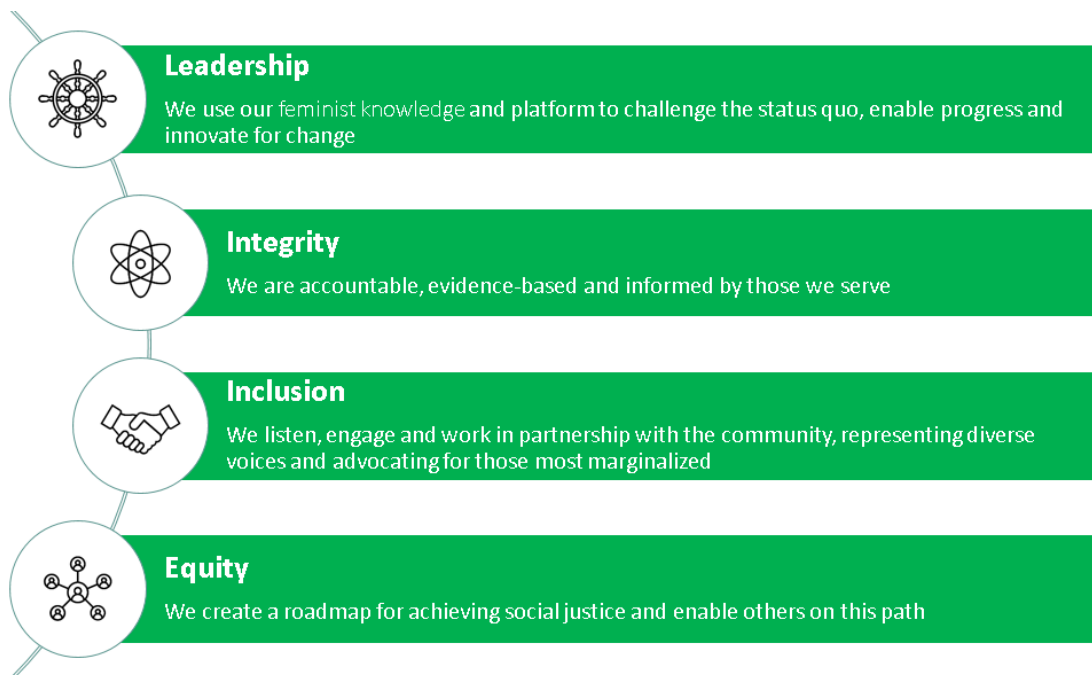 Leadership
We use our feminist knowledge and platform to challenge the status quo, enable progress and
innovate for change
Integrity
We are accountable, evidence-based and informed by those we serve
Inclusion
We listen, engage and work in partnership with the community, representing diverse
voices and advocating for those most marginalized
Equity
We create a roadmap for achieving social justice and enable others on this path